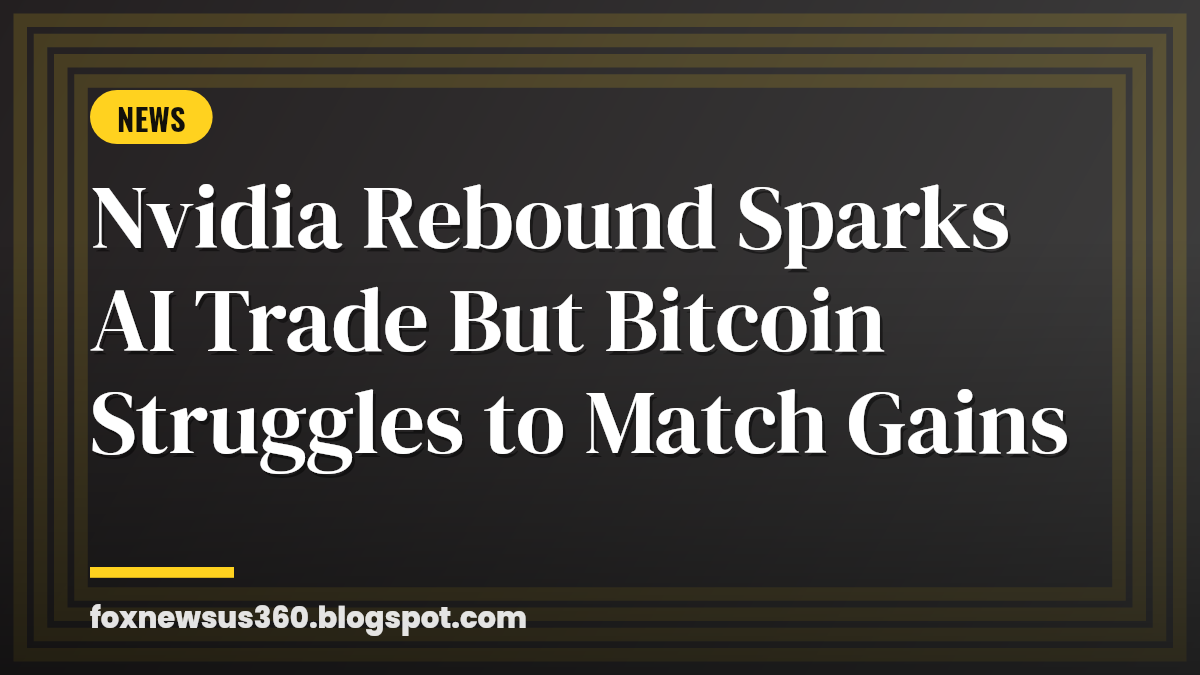 NEWS
Nvidia Rebound Sparks
AI Trade But Bitcoin
Struggles to Match Gains
foxnewsus360.blogspot.com